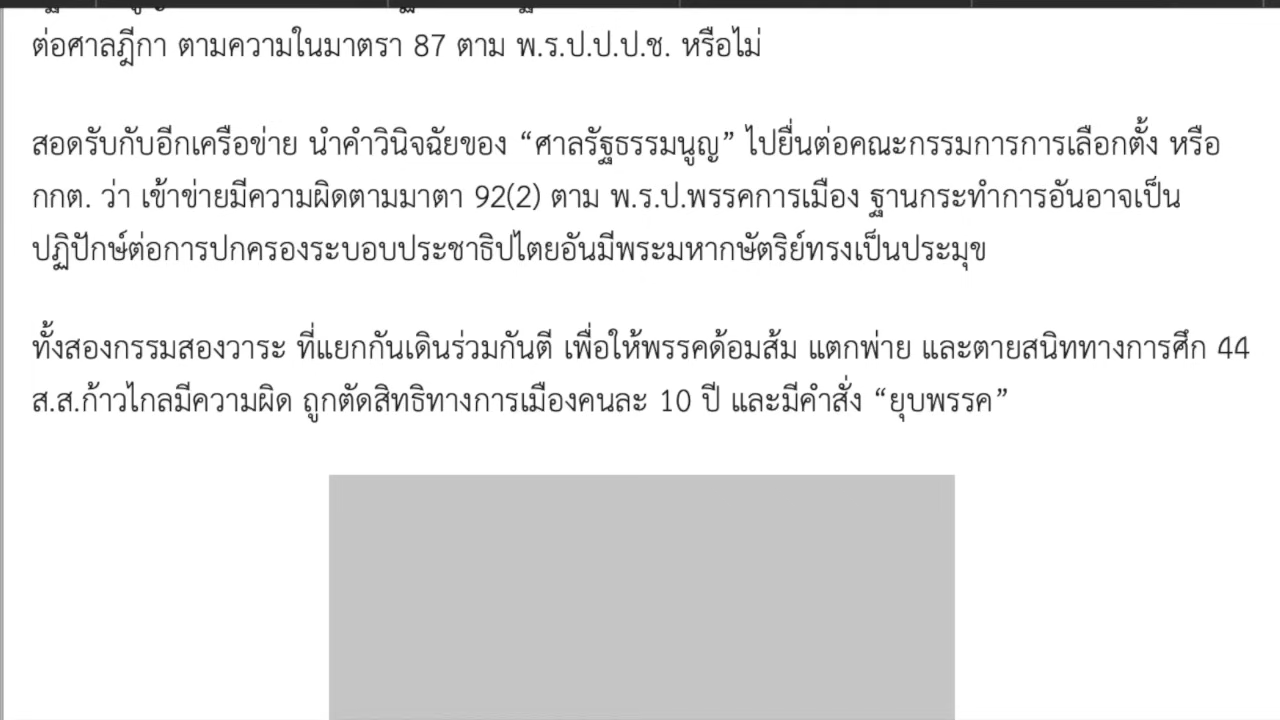 ต่อศาลฎีกา ตามความในมาตรา 87 ตาม พ.ร.ป.ป.ป.ช. หรือไม่
สอดรับกับอีกเครือข่าย นำคำวินิจฉัยของ “ศาลรัฐธรรมนูญ” ไปยื่นต่อคณะกรรมการการเลือกตั้ง หรือ
กกต. ว่า เข้าข่ายมีความผิดตามมาตา 92(2) ตาม พ.ร.ป.พรรคการเมือง ฐานกระทำการอันอาจเป็น
ปฏิปักษ์ต่อการปกครองระบอบประชาธิปไตยอันมีพระมหากษัตริย์ทรงเป็นประมุข
ทั้งสองกรรมสองวาระ ที่แยกกันเดินร่วมกันตี เพื่อให้พรรคด้อมส้ม แตกพ่าย และตายสนิททางการศึก 44
ส.ส.ก้าวไกลมีความผิด ถูกตัดสิทธิทางการเมืองคนละ 10 ปี และมีคำสั่ง “ยุบพรรค”